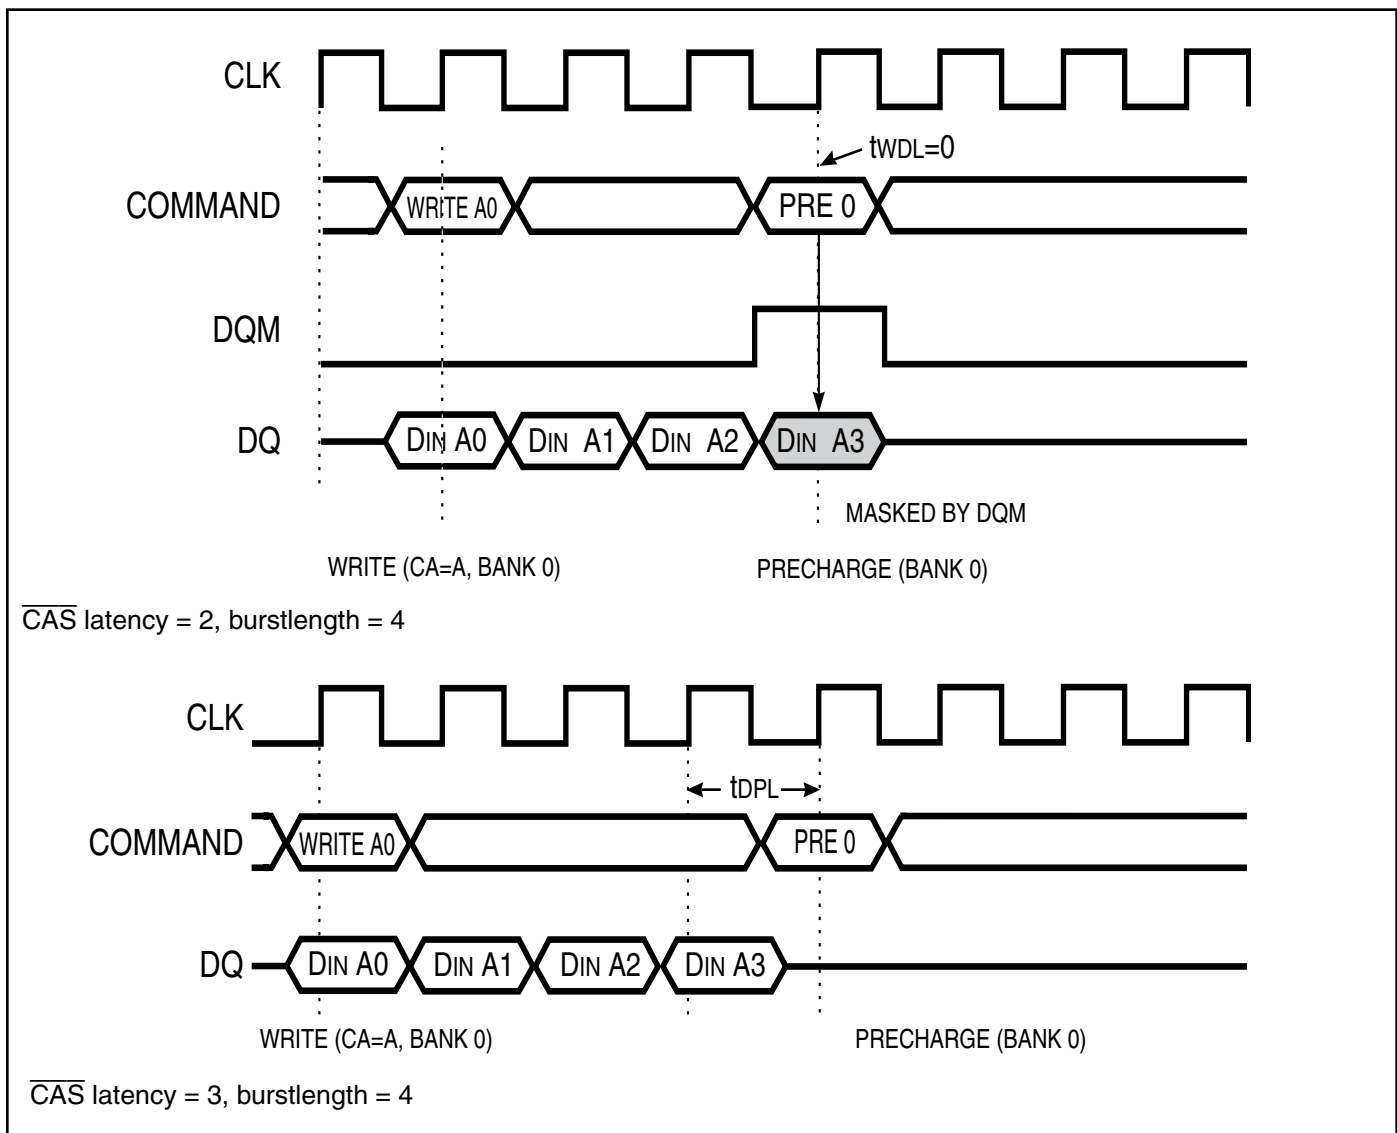 CLK
tWDL=0
COMMAND WRITE A0 PRE 0
DQM
DQ DIN A0 DIN A1 DIN A2 DIN A3
MASKED BY DQM
WRITE (CA=A, BANK 0) PRECHARGE (BANK 0)
CAS latency = 2, burstlength = 4
CLK
tDPL
COMMAND WRITE A0 PRE 0
DQ DIN A0 DIN A1 DIN A2 DIN A3
WRITE (CA=A, BANK 0) PRECHARGE (BANK 0)
CAS latency = 3, burstlength = 4